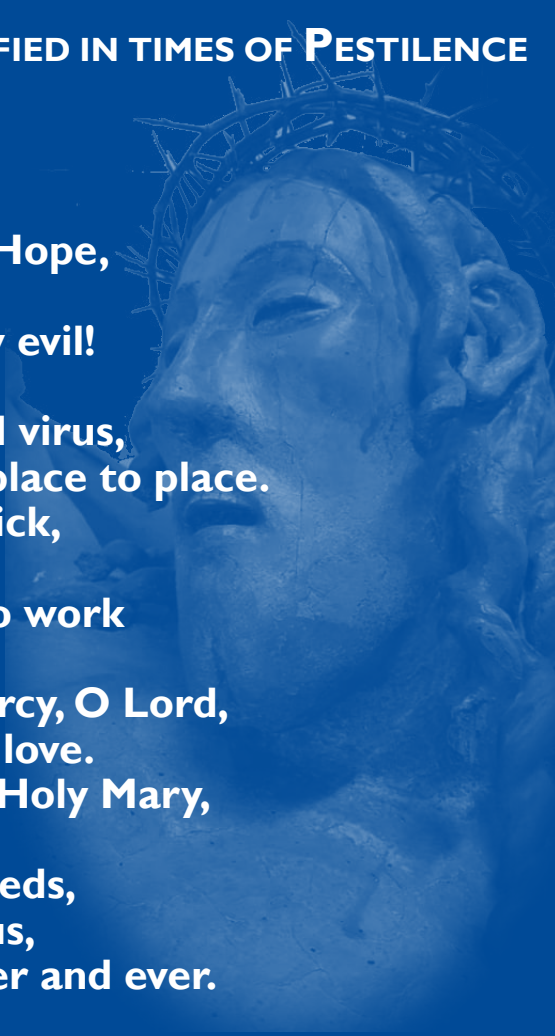 FIED IN TIMES OF PESTILENCE
Hope,
y evil!
l virus,
place to place.
ick,
o work
rcy, O Lord,
love.
Holy Mary,
eds,
us,
er and ever.